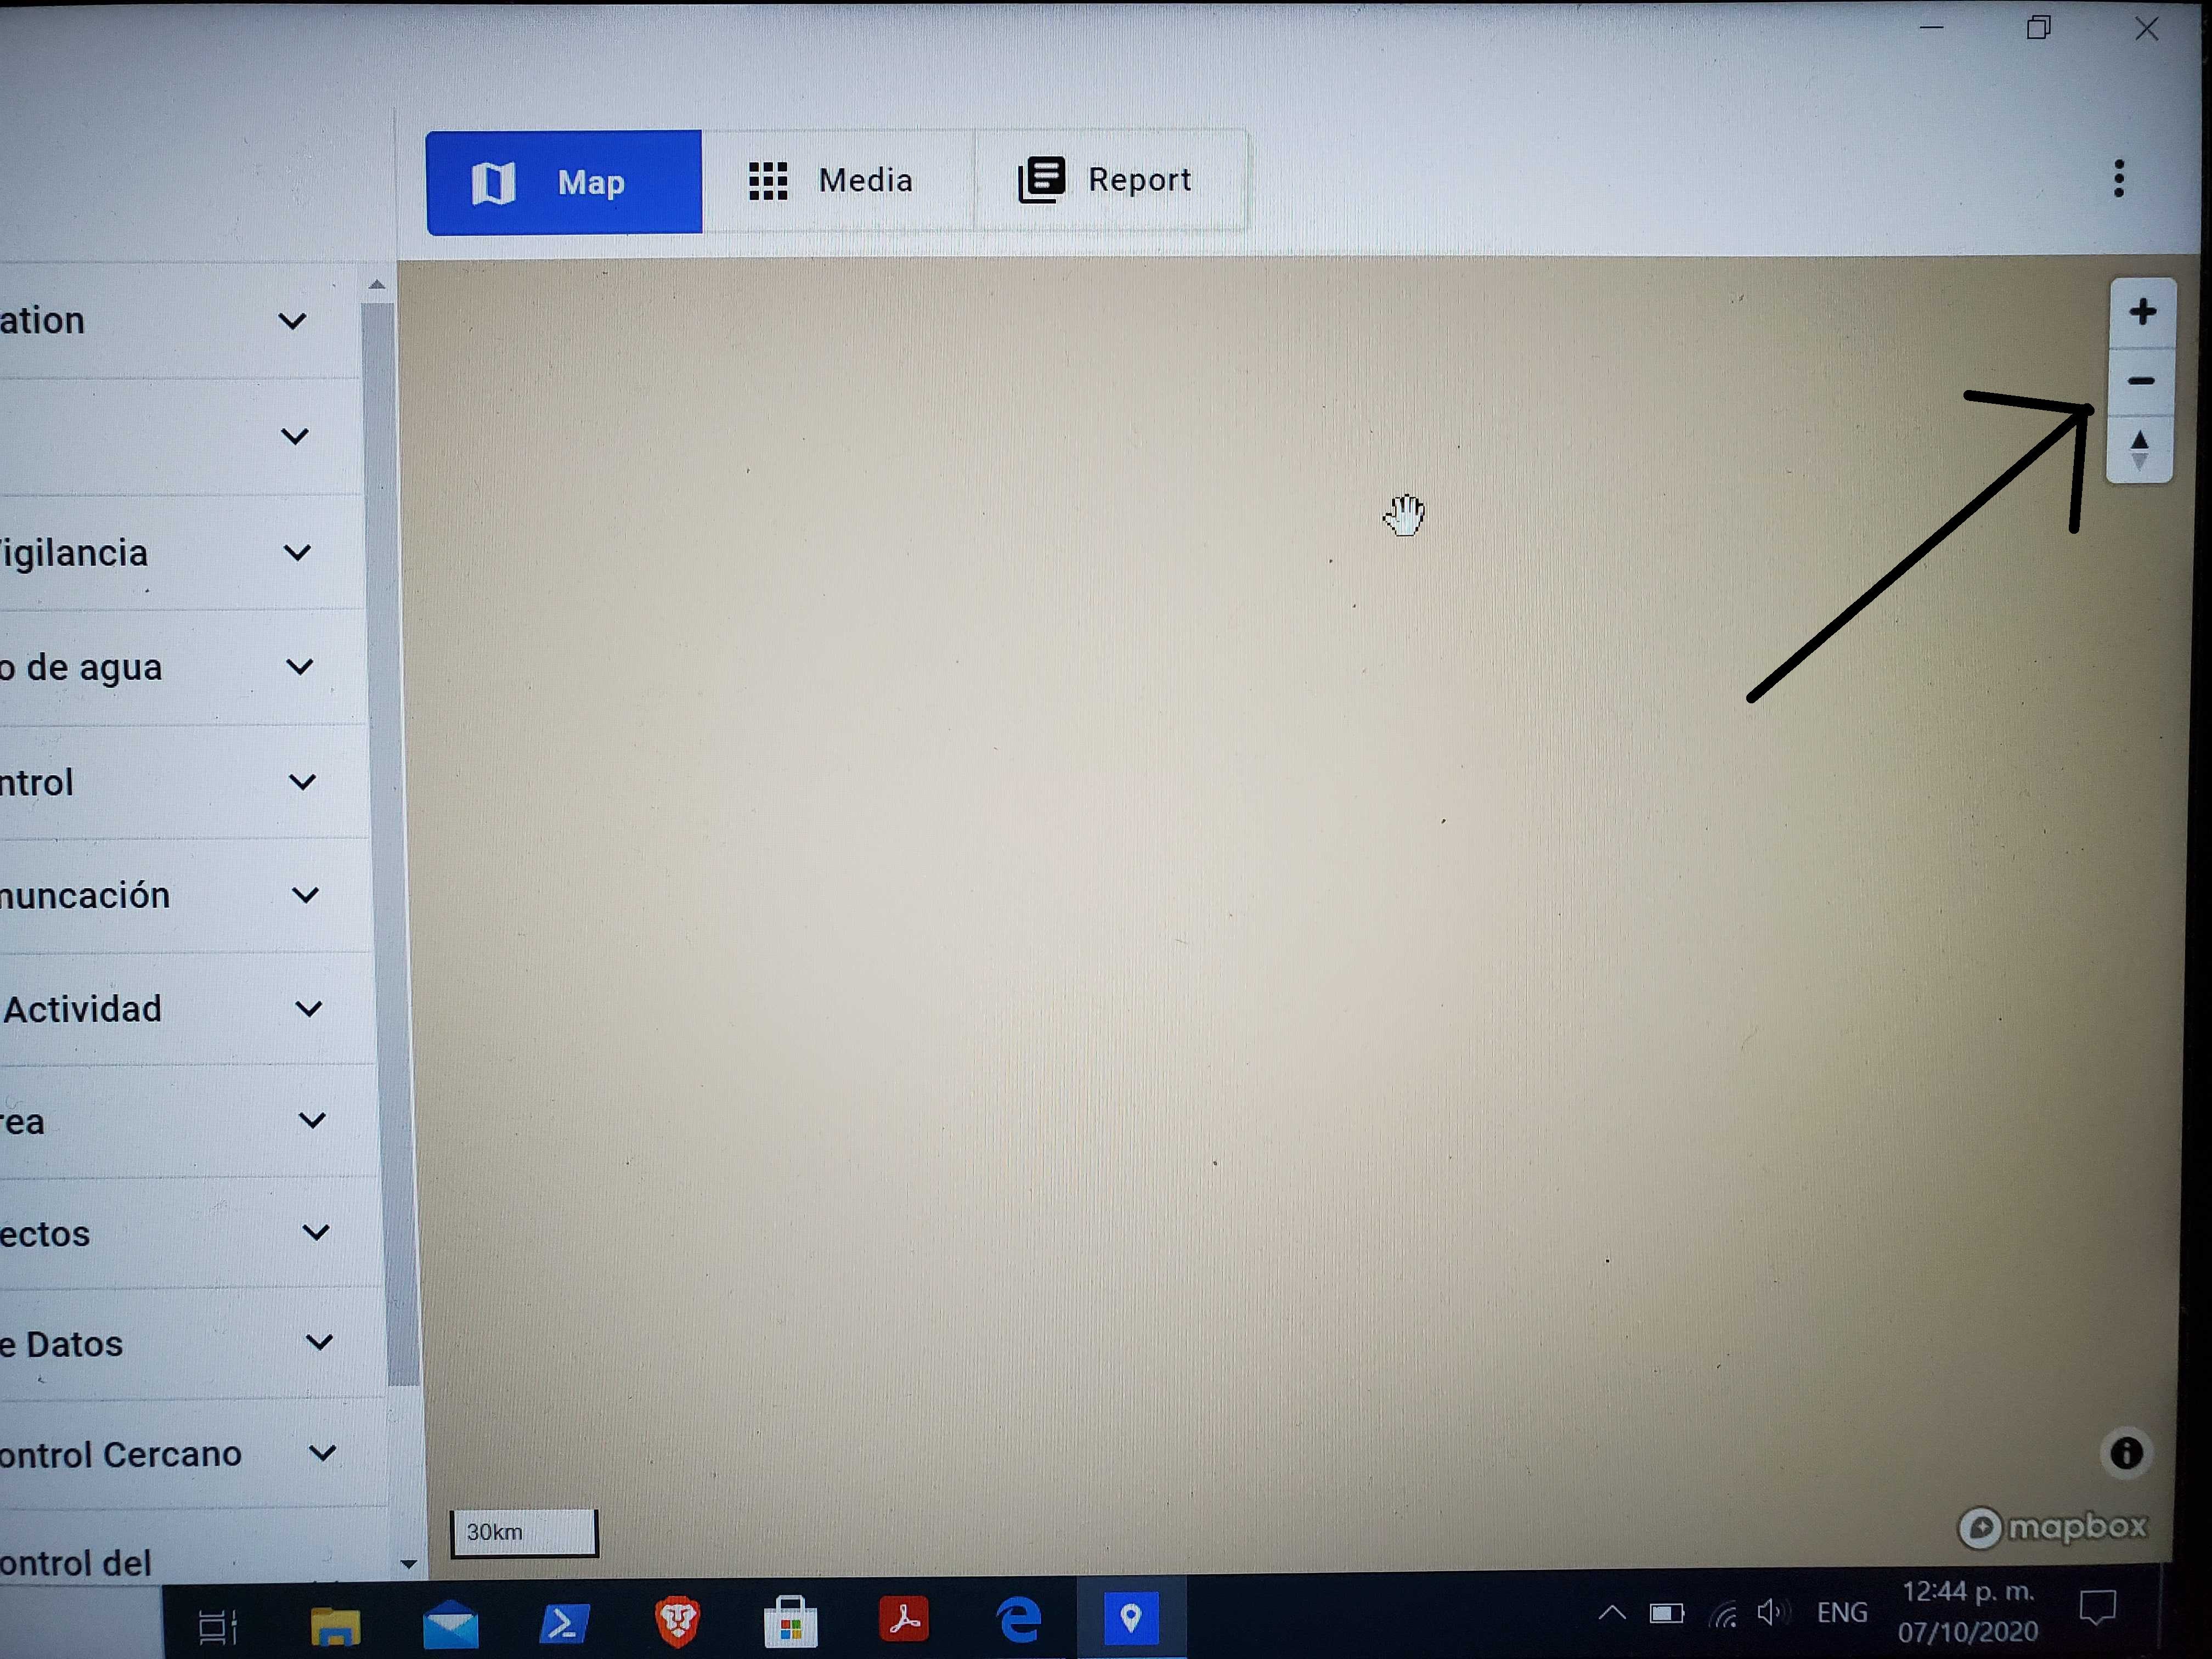 Map
Media
Report
ation
igilancia
o de agua
ntrol
nuncación
Actividad
rea
ectos
e Datos
ontrol Cercano
ontrol del
30km
mapbox
ENG
12:44 p. m.
07/10/2020